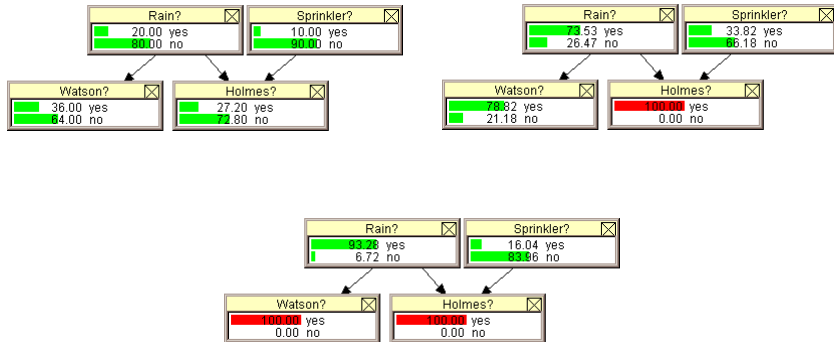 Rain?
20.00 yes
80.00 no
Sprinkler?
10.00 yes
90.00 no
Watson?
36.00 yes
64.00 no
Holmes?
27.20 yes
72.80 no
Rain?
73.53 yes
26.47 no
Sprinkler?
33.82 yes
66.18 no
Watson?
78.82 yes
21.18 no
Holmes?
100.00 yes
0.00 no
Rain?
93.28 yes
6.72 no
Sprinkler?
16.04 yes
83.96 no
Watson?
100.00 yes
0.00 no
Holmes?
100.00 yes
0.00 no